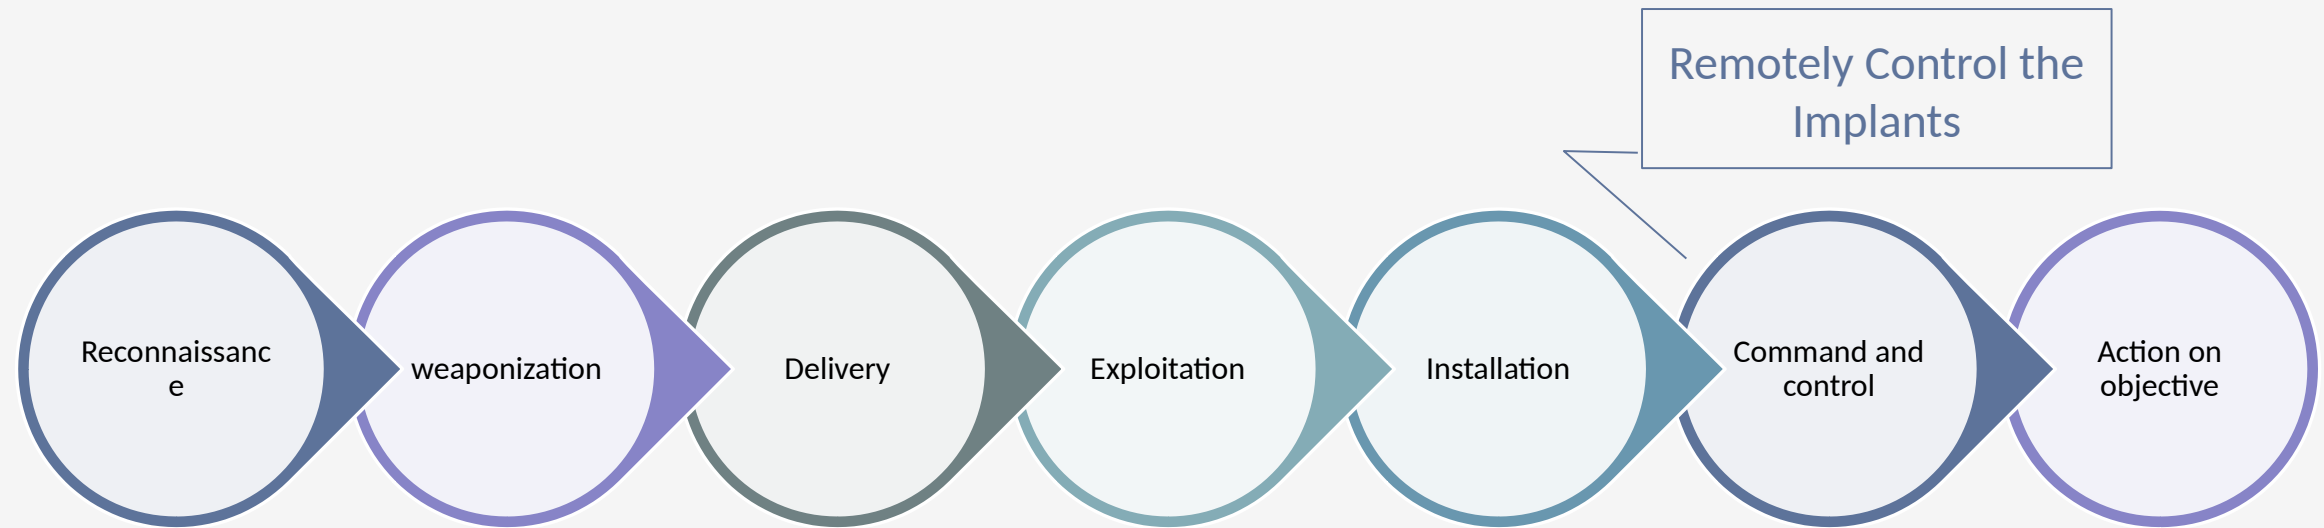 Remotely Control the
Implants
Reconnaissanc
e
weaponization
Delivery
Exploitation
Installation
Command and
control
Action on
objective